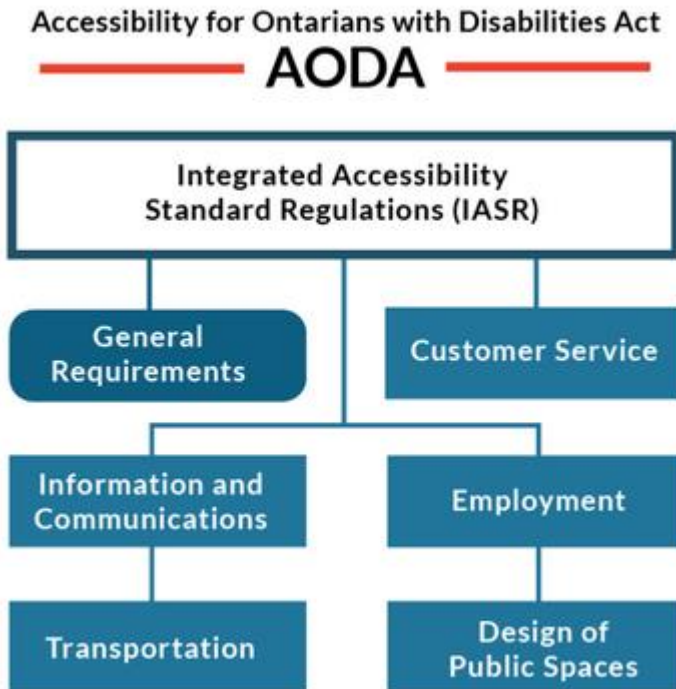 Accessibility for Ontarians with Disabilities Act
AODA
Integrated Accessibility
Standard Regulations (IASR)
General
Requirements
Customer Service
Information and
Communications
Employment
Transportation
Design of
Public Spaces